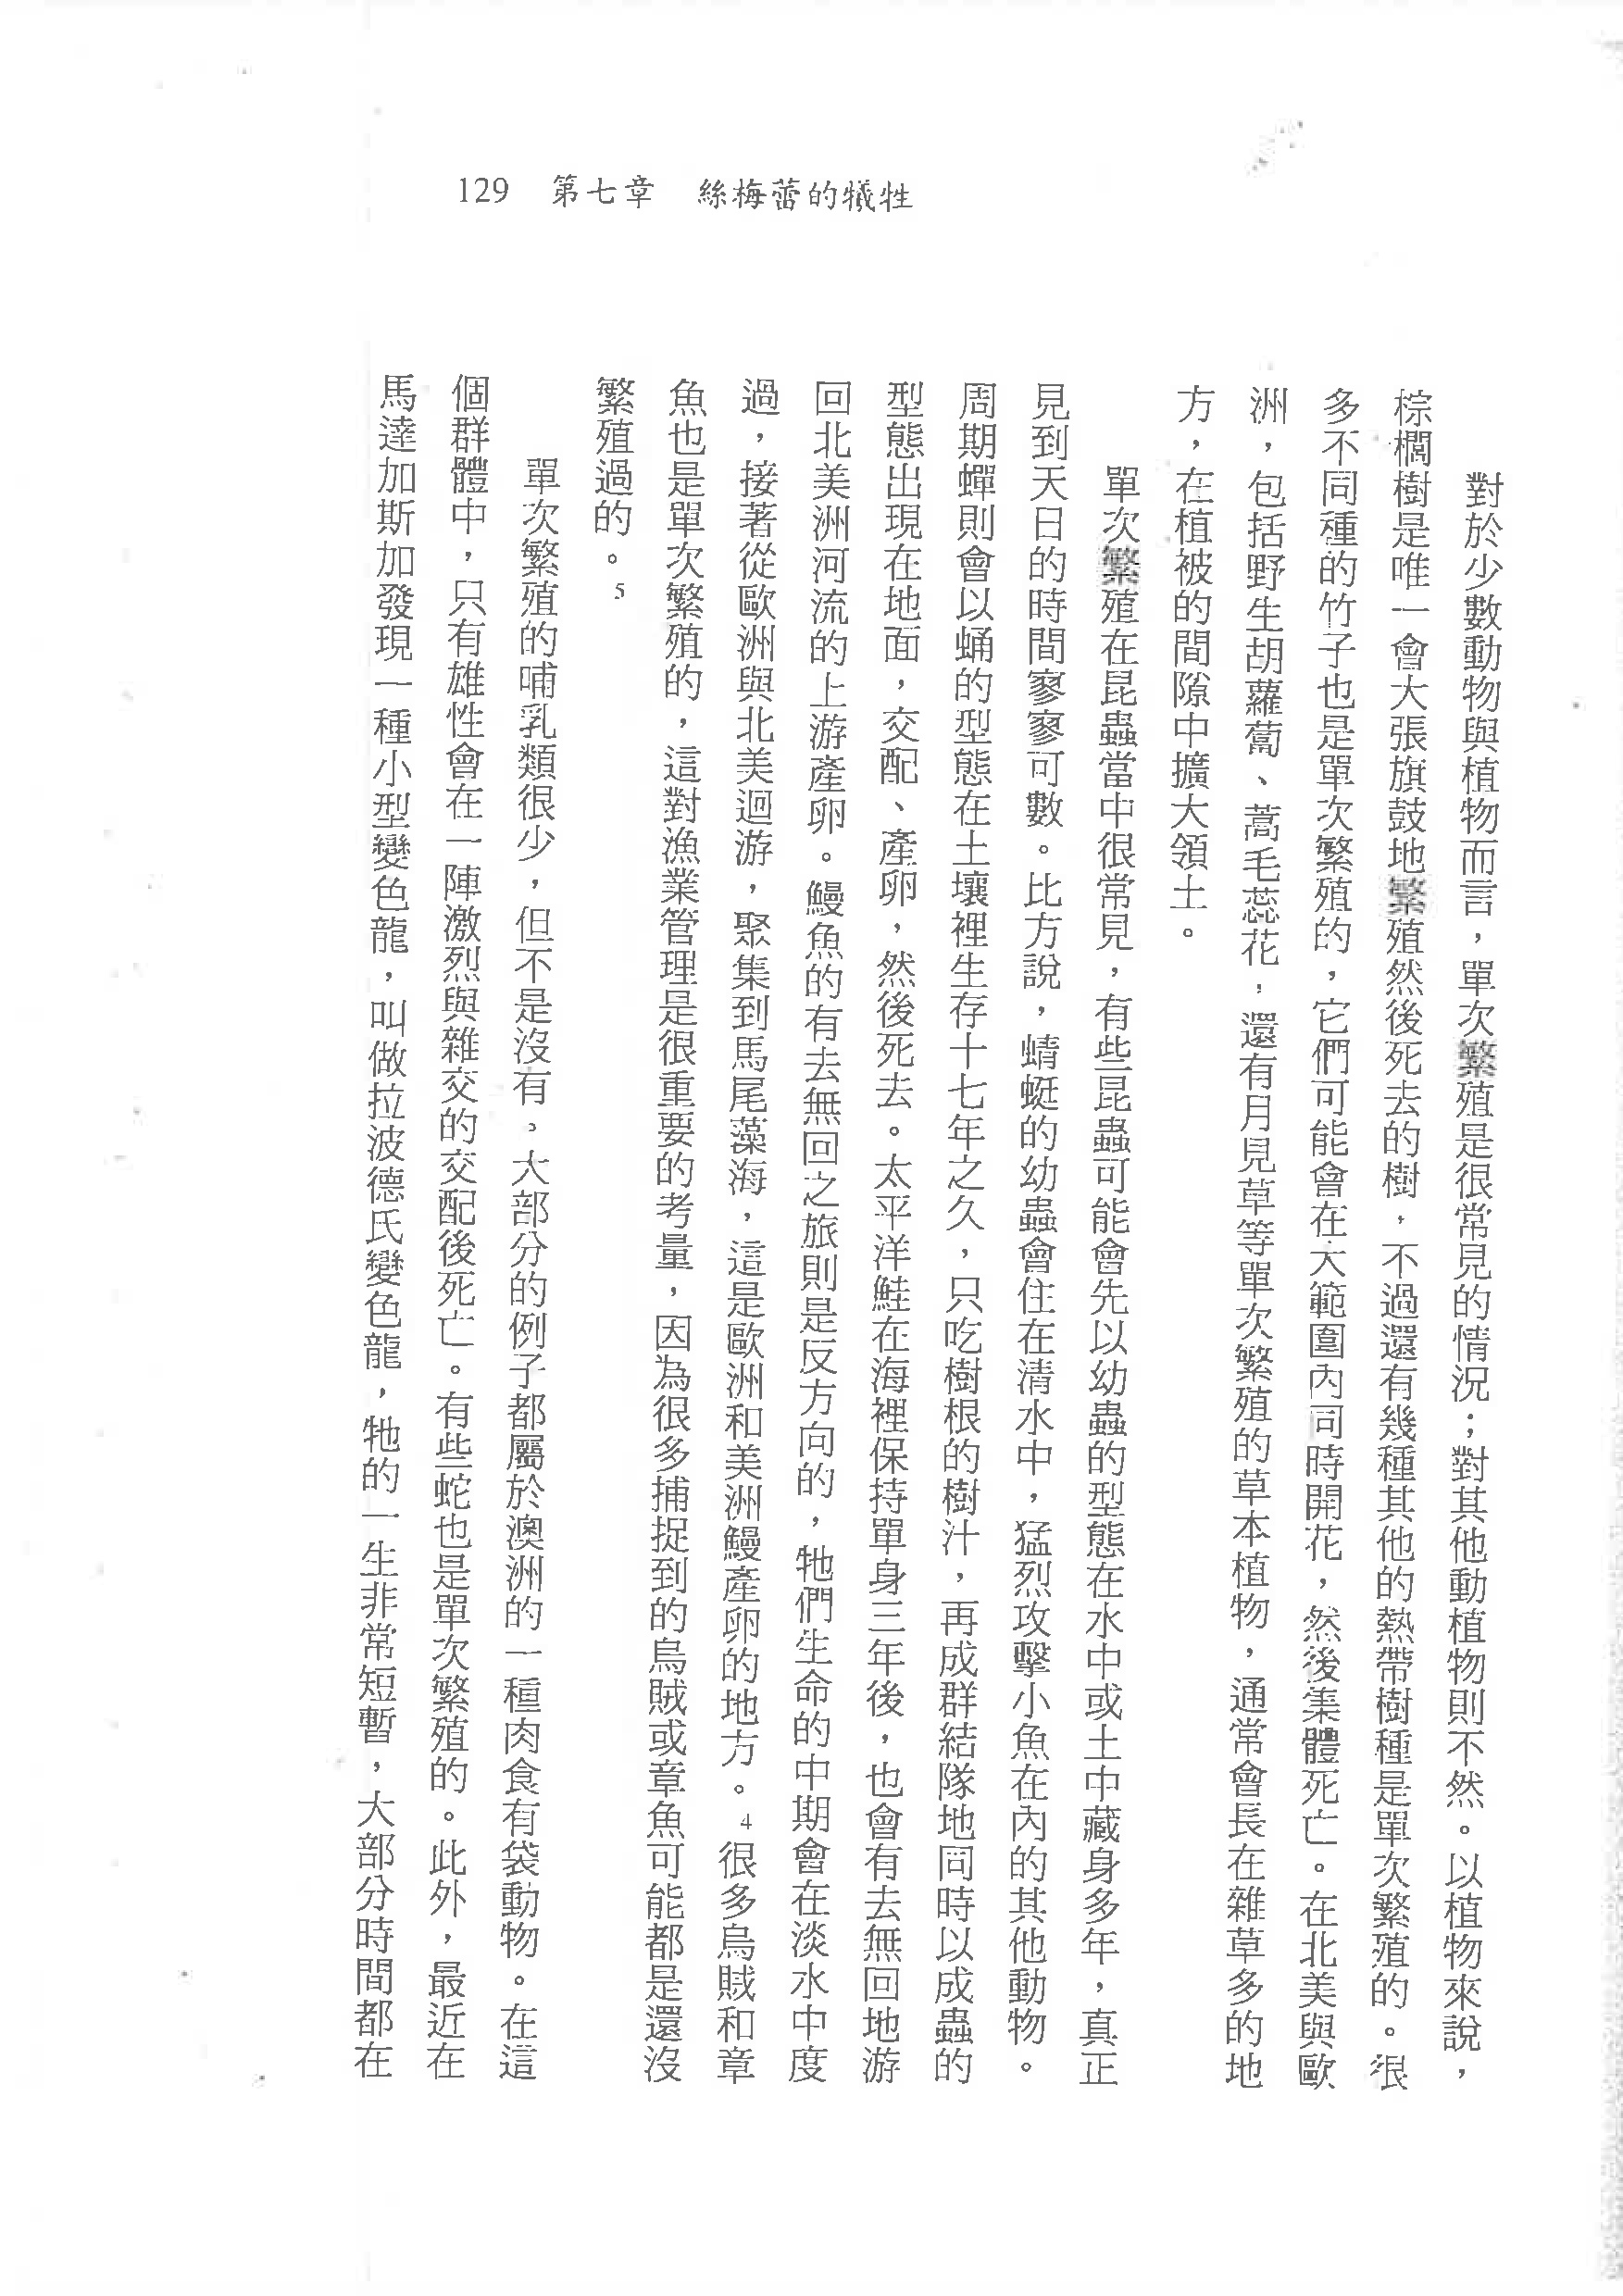 129 第七章 絲梅蕾的犧牲
對於少數動物與植物而言，單次繁殖是很常見的情況；對其他動植物則不然。以植物來說，
棕櫚樹是唯一會大張旗鼓地繁殖然後死去的樹，不過還有幾種其他的熱帶樹種是單次繁殖的。很
多不同種的竹子也是單次繁殖的，它們可能會在大範圍內同時開花，然後集體死亡。在北美與歐
洲，包括野生胡蘿蔔、蒿毛蕊花，還有月見草等單次繁殖的草本植物，通常會長在雜草多的地
方，在植被的間隙中擴大領土。
單次繁殖在昆蟲當中很常見，有些昆蟲可能會先以幼蟲的型態在水中或土中藏身多年，真正
見到天日的時間寥寥可數。比方說，蜻蜓的幼蟲會住在清水中，猛烈攻擊小魚在內的其他動物。
周期蟬則會以蛹的型態在土壤裡生存十七年之久，只吃樹根的樹汁，再成群結隊地同時以成蟲的
型態出現在地面，交配、產卵，然後死去。太平洋鮭在海裡保持單身三年後，也會有去無回地游
回北美洲河流的上游產卵。鰻魚的有去無回之旅則是反方向的，牠們生命的中期會在淡水中度
過，接著從歐洲與北美迴游，聚集到馬尾藻海，這是歐洲和美洲鰻產卵的地方。4很多烏賊和章
魚也是單次繁殖的，這對漁業管理是很重要的考量，因為很多捕捉到的烏賊或章魚可能都是還沒
繁殖過的。5
單次繁殖的哺乳類很少，但不是沒有。大部分的例子都屬於澳洲的一種肉食有袋動物。在這
個群體中，只有雄性會在一陣激烈與雜交的交配後死亡。有些蛇也是單次繁殖的。此外，最近在
馬達加斯加發現一種小型變色龍，叫做拉波德氏變色龍，牠的一生非常短暫，大部分時間都在